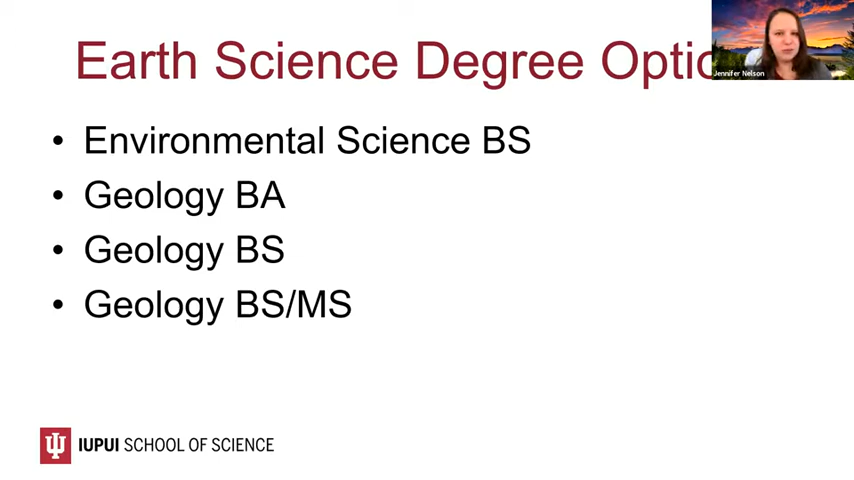 Earth Science Degree Optio
Jennifer Nelson
• Environmental Science BS
• Geology BA
• Geology BS
• Geology BS/MS
IUPUI SCHOOL OF SCIENCE